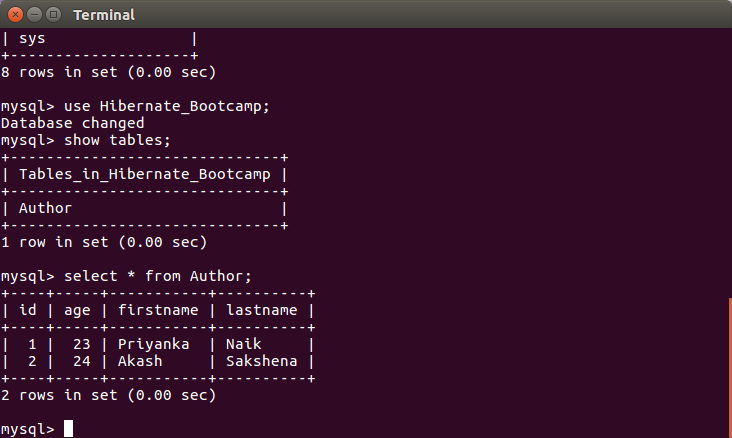 Terminal
| sys                |
+--------------------+
8 rows in set (0.00 sec)
mysql> use Hibernate_Bootcamp;
Database changed
mysql> show tables;
+------------------------------+
| Tables_in_Hibernate_Bootcamp |
+------------------------------+
| Author                       |
+------------------------------+
1 row in set (0.00 sec)
mysql> select * from Author;
+----+-----+-----------+----------+
| id | age | firstname | lastname |
+----+-----+-----------+----------+
|  1 |  23 | Priyanka  | Naik     |
|  2 |  24 | Akash     | Sakshena |
+----+-----+-----------+----------+
2 rows in set (0.00 sec)
mysql>